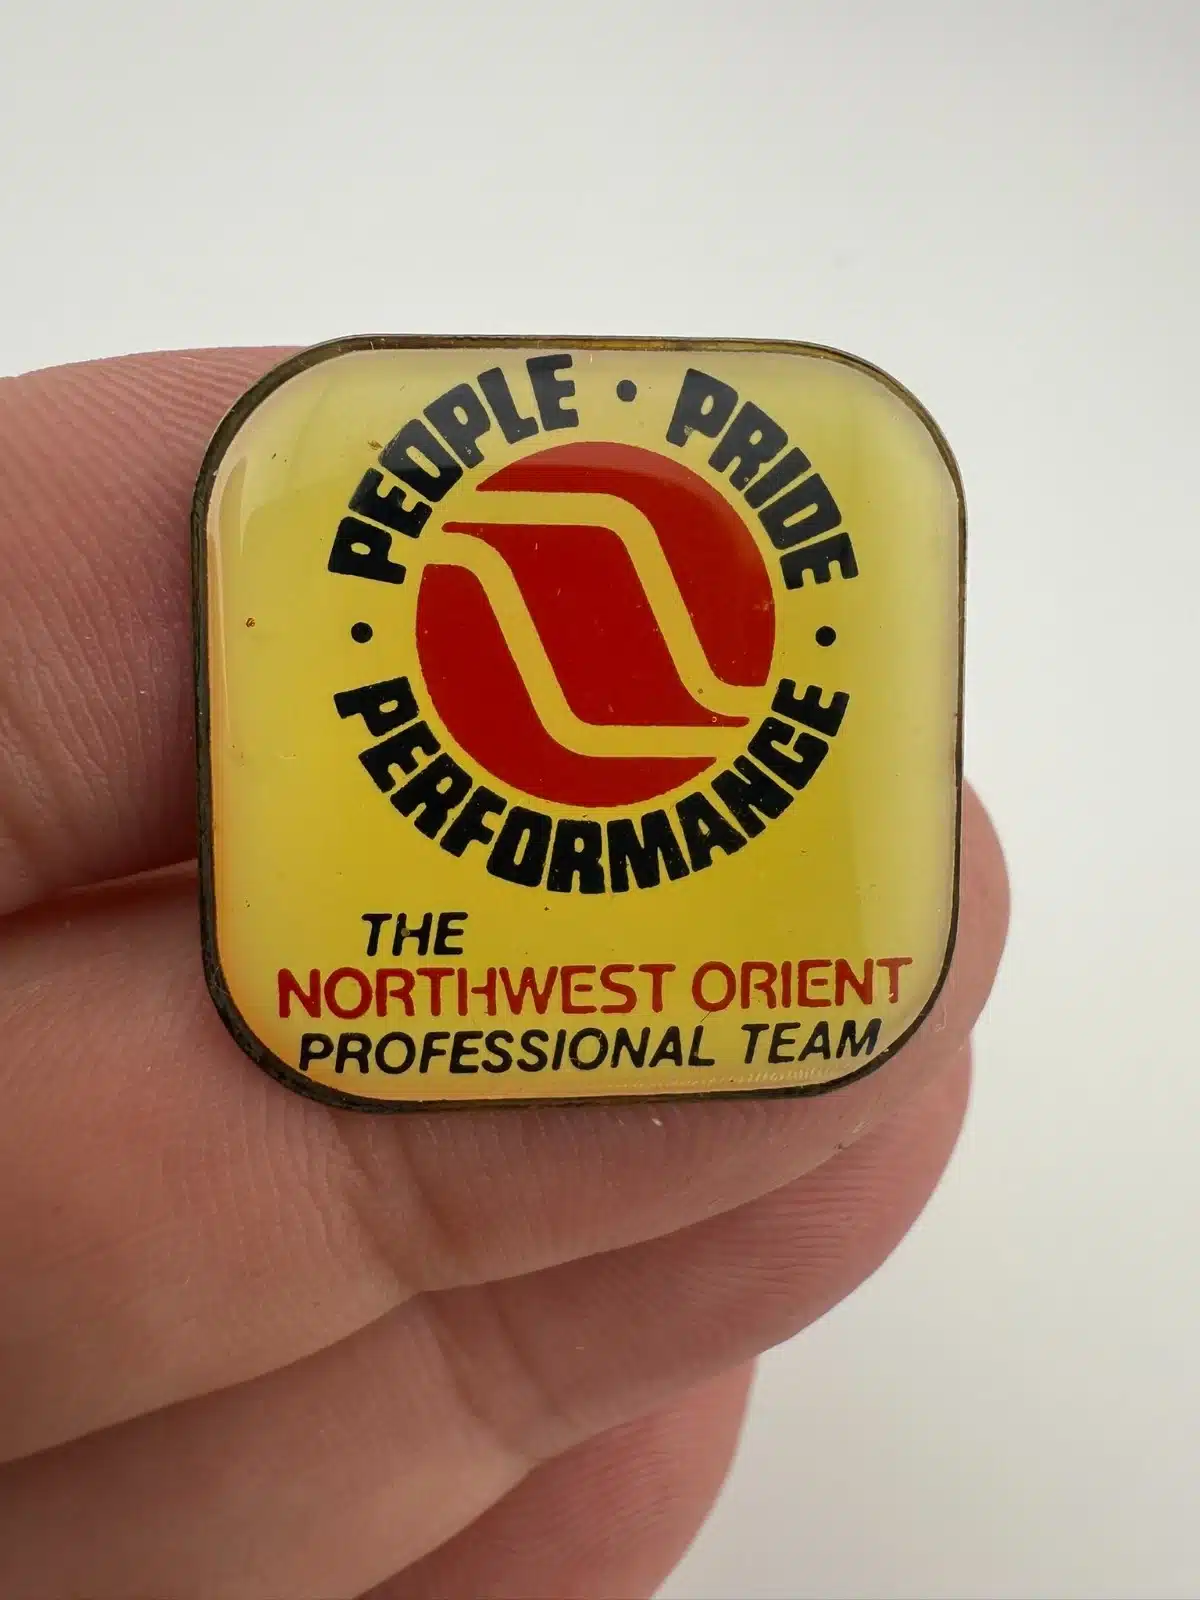 PEOPLE • PRIDE
• PERFORMANCE •
THE
NORTHWEST ORIENT
PROFESSIONAL TEAM